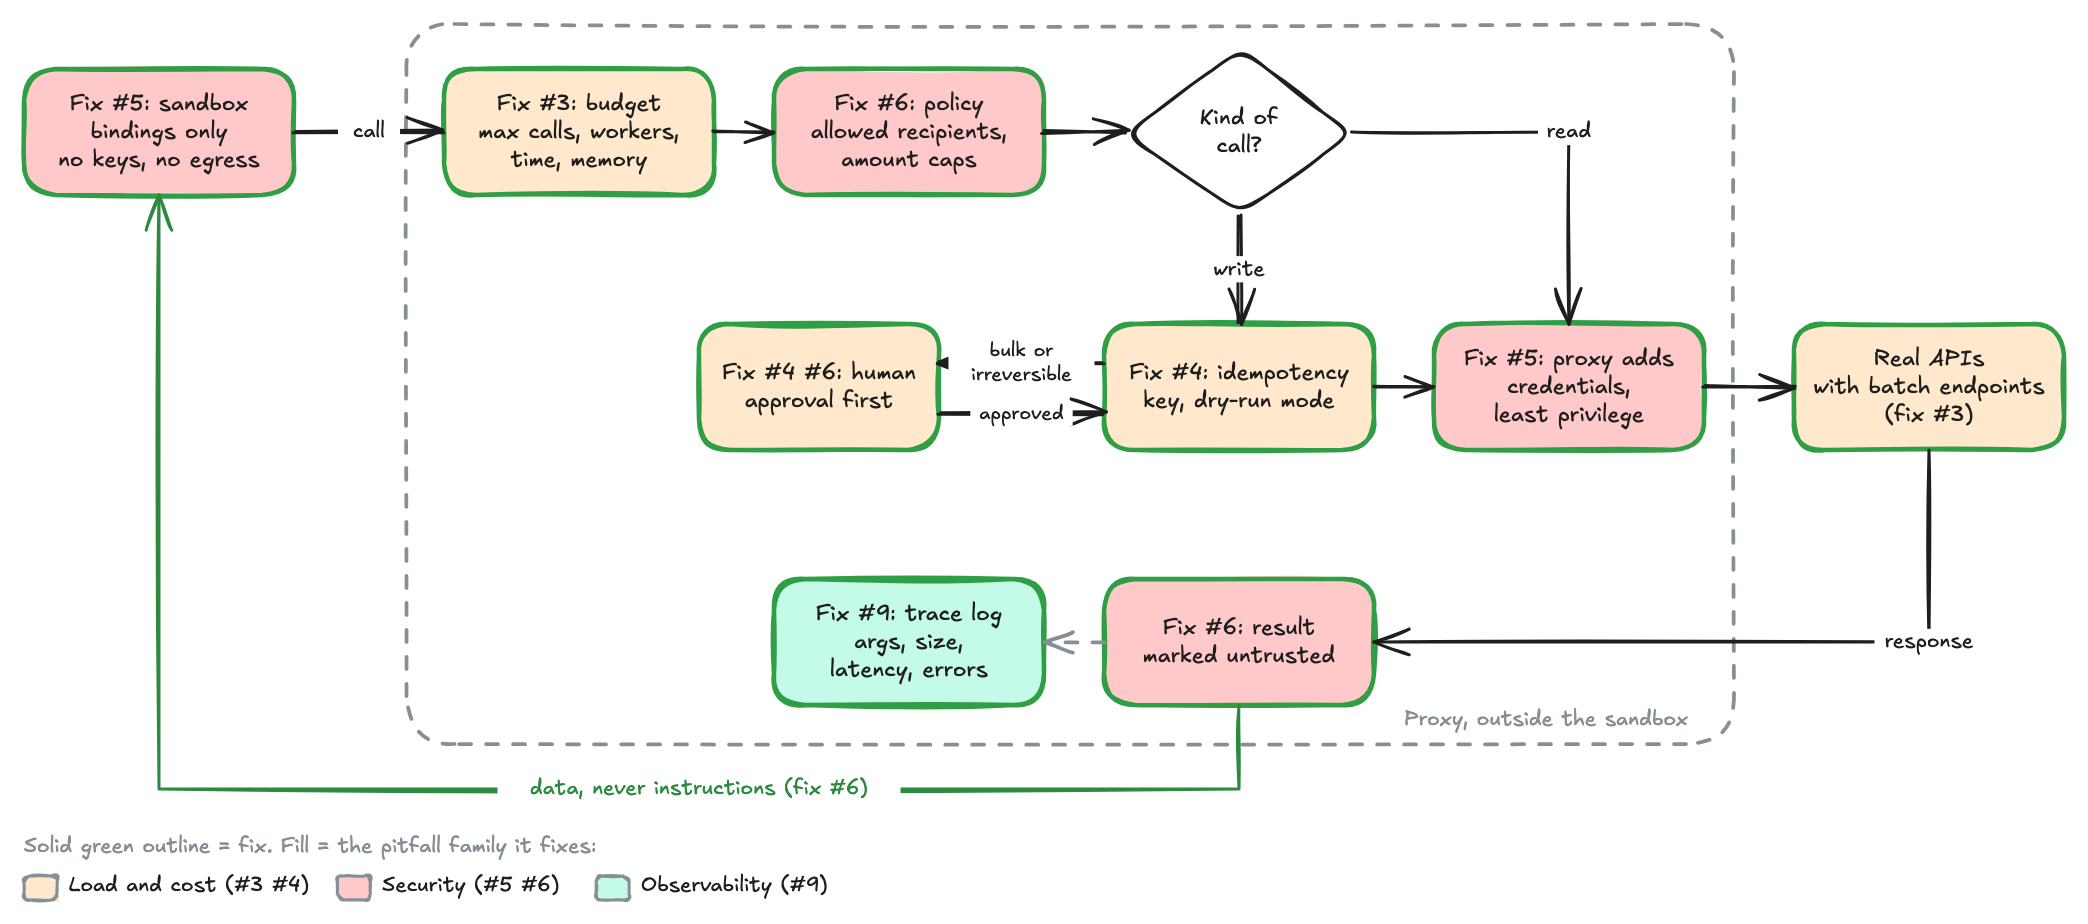 Fix #5: sandbox
bindings only
no keys, no egress
call
Fix #3: budget
max calls, workers,
time, memory
Fix #6: policy
allowed recipients,
amount caps
Kind of
call?
read
write
Fix #4 #6: human
approval first
bulk or
irreversible
approved
Fix #4: idempotency
key, dry-run mode
Fix #5: proxy adds
credentials,
least privilege
Real APIs
with batch endpoints
(fix #3)
Fix #9: trace log
args, size,
latency, errors
Fix #6: result
marked untrusted
response
Proxy, outside the sandbox
data, never instructions (fix #6)
Solid green outline = fix. Fill = the pitfall family it fixes:
Load and cost (#3 #4)
Security (#5 #6)
Observability (#9)